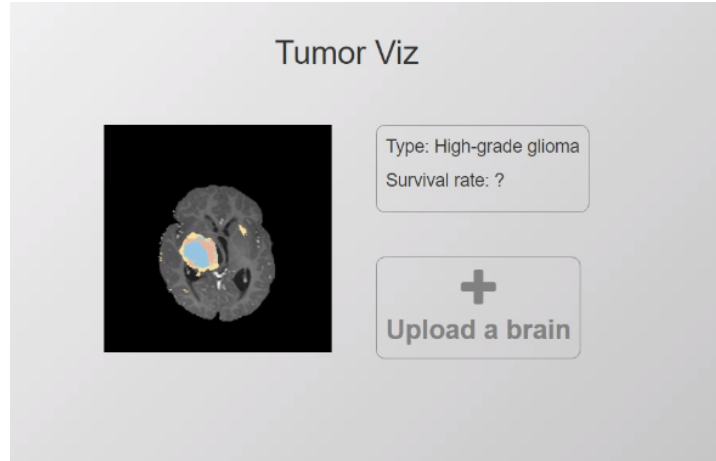 Tumor Viz
Type: High-grade glioma
Survival rate: ?
Upload a brain